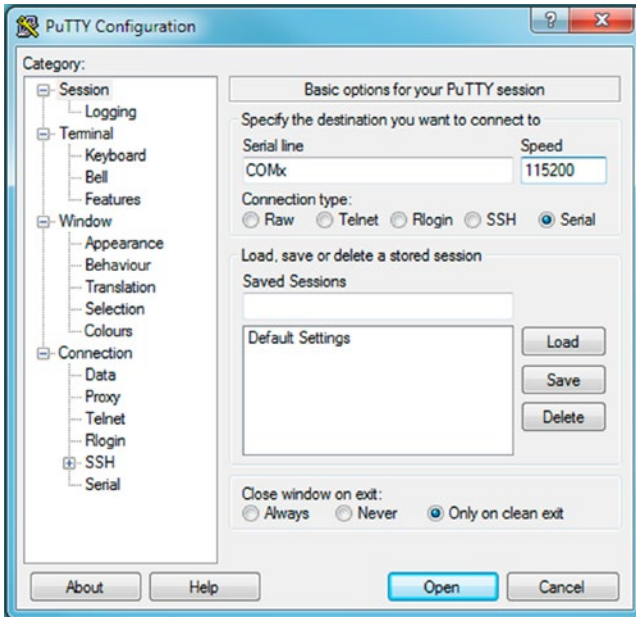 PuTTY Configuration
Category:
Session
Logging
Terminal
Keyboard
Bell
Features
Window
Appearance
Behaviour
Translation
Selection
Colours
Connection
Data
Proxy
Telnet
Rlogin
SSH
Serial
Basic options for your PuTTY session
Specify the destination you want to connect to
Serial line Speed
COMx 115200
Connection type:
Raw Telnet Rlogin SSH Serial
Load, save or delete a stored session
Saved Sessions
Default Settings
Load
Save
Delete
Close window on exit:
Always Never Only on clean exit
About Help Open Cancel